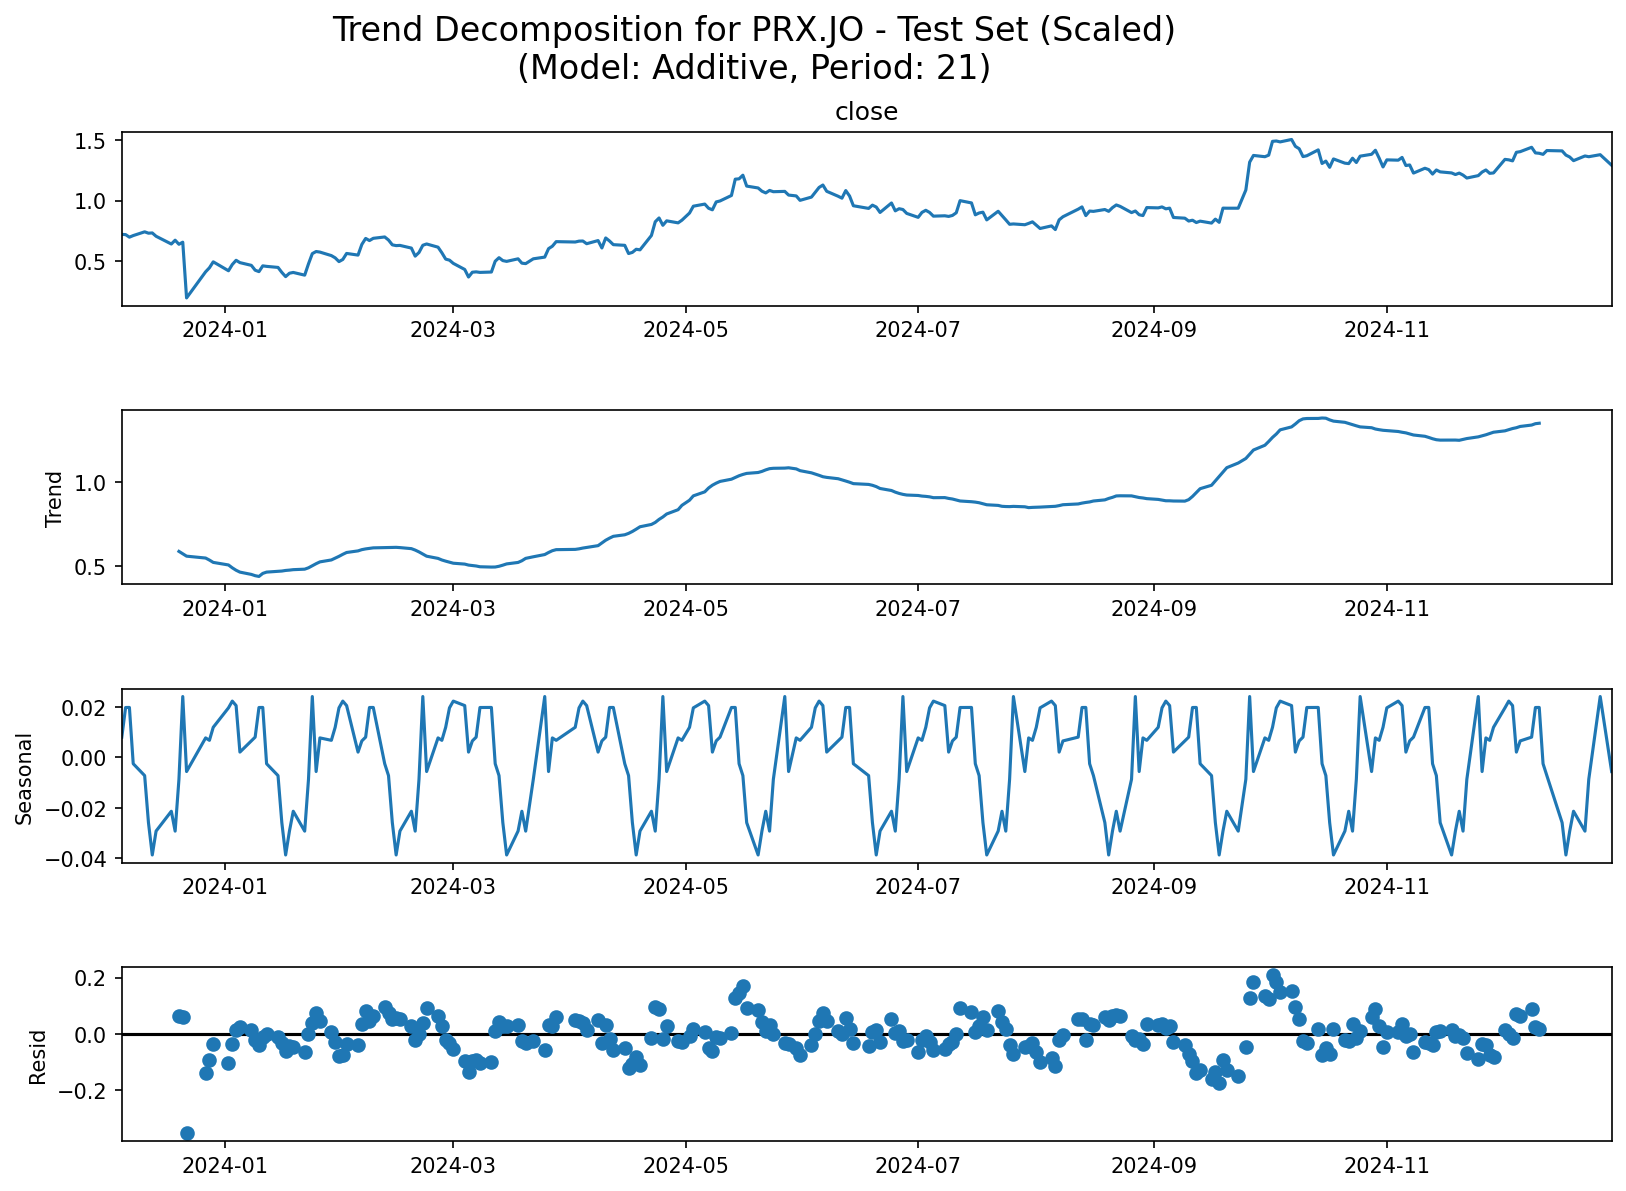 Trend Decomposition for PRX.JO - Test Set (Scaled)
(Model: Additive, Period: 21)
close
1.5
1.0
0.5
2024-01 2024-03 2024-05 2024-07 2024-09 2024-11
Trend
1.0
0.5
2024-01 2024-03 2024-05 2024-07 2024-09 2024-11
Seasonal
0.02
0.00
−0.02
−0.04
2024-01 2024-03 2024-05 2024-07 2024-09 2024-11
Resid
0.2
0.0
−0.2
2024-01 2024-03 2024-05 2024-07 2024-09 2024-11